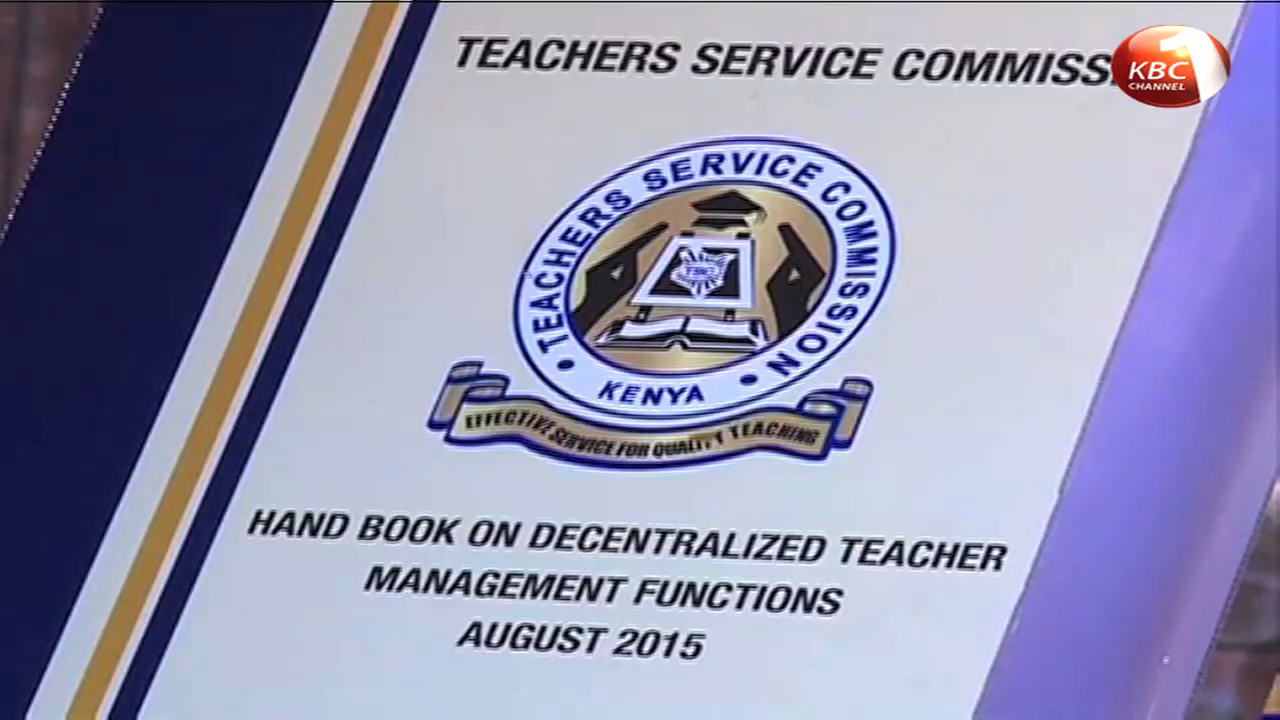 TEACHERS SERVICE COMMISS
1
KBC
CHANNEL
TEACHERS SERVICE COMMISSION
KENYA
EFFECTIVE SERVICE FOR QUALITY TEACHING
HAND BOOK ON DECENTRALIZED TEACHER
MANAGEMENT FUNCTIONS
AUGUST 2015